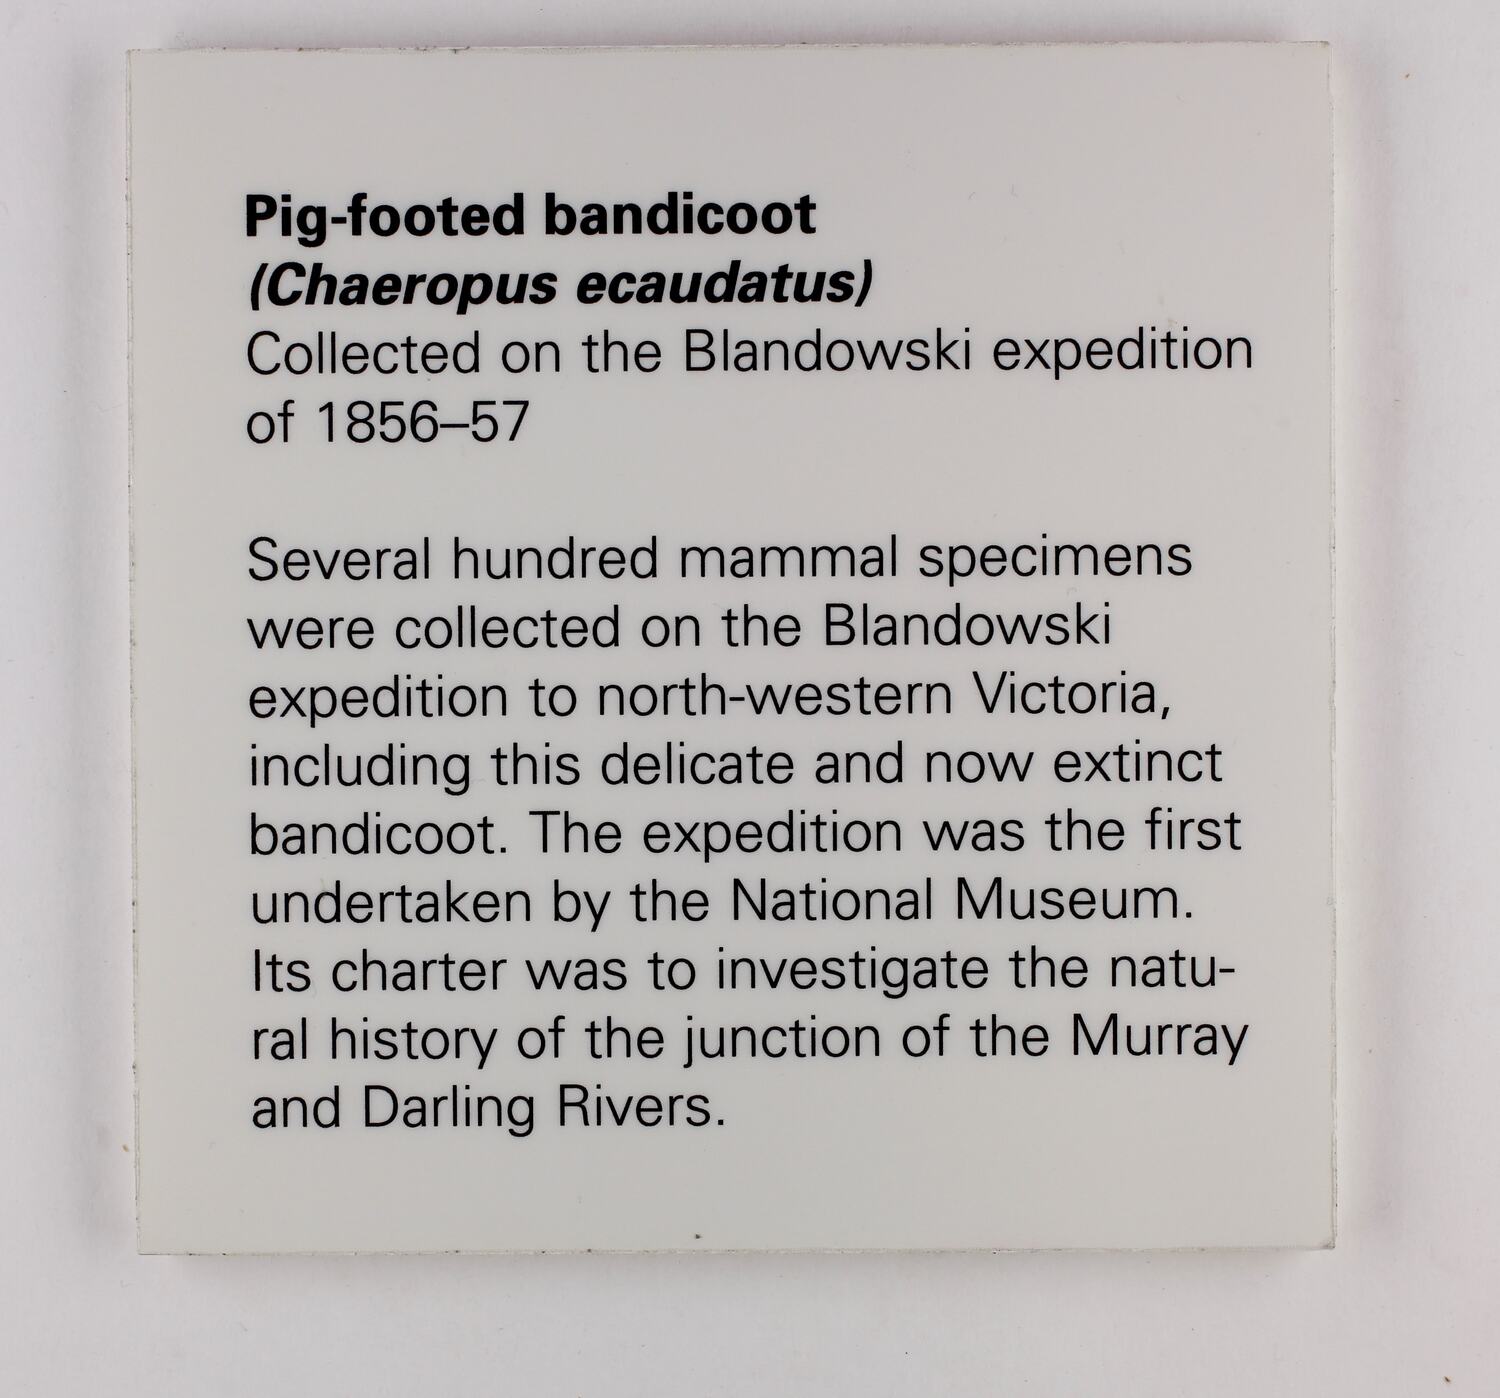 Pig-footed bandicoot
(Chaeropus ecaudatus)
Collected on the Blandowski expedition
of 1856–57
Several hundred mammal specimens
were collected on the Blandowski
expedition to north-western Victoria,
including this delicate and now extinct
bandicoot. The expedition was the first
undertaken by the National Museum.
Its charter was to investigate the natu-
ral history of the junction of the Murray
and Darling Rivers.